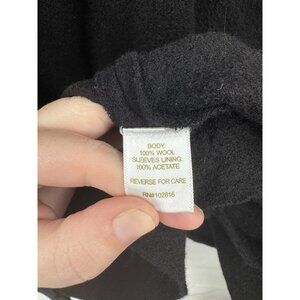 BODY:
100% WOOL
SLEEVES LINING:
100% ACETATE
REVERSE FOR CARE
RN#102816